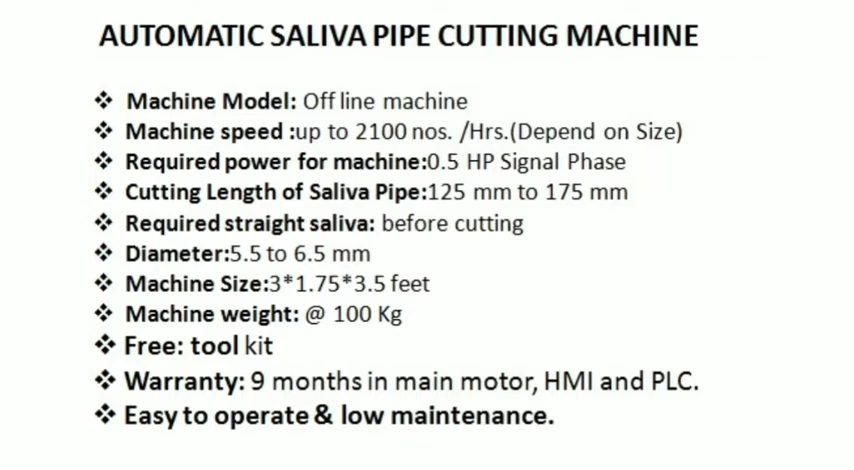 AUTOMATIC SALIVA PIPE CUTTING MACHINE
❖ Machine Model: Off line machine
❖ Machine speed :up to 2100 nos. /Hrs.(Depend on Size)
❖ Required power for machine:0.5 HP Signal Phase
❖ Cutting Length of Saliva Pipe:125 mm to 175 mm
❖ Required straight saliva: before cutting
❖ Diameter:5.5 to 6.5 mm
❖ Machine Size:3*1.75*3.5 feet
❖ Machine weight: @ 100 Kg
❖ Free: tool kit
❖ Warranty: 9 months in main motor, HMI and PLC.
❖ Easy to operate & low maintenance.